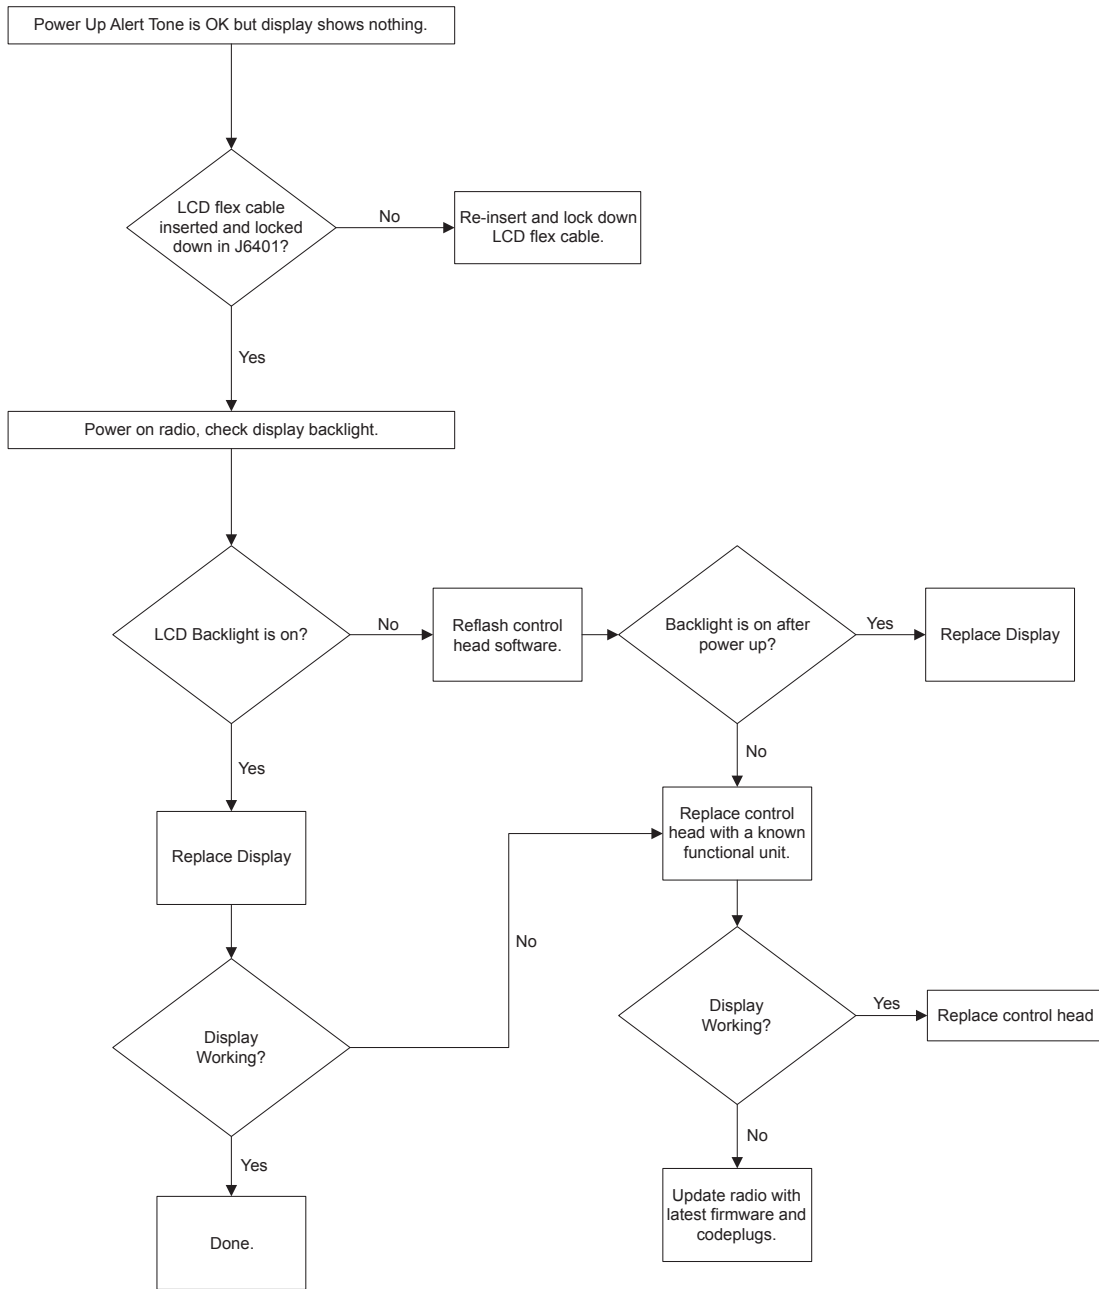 Power Up Alert Tone is OK but display shows nothing.
LCD flex cable
inserted and locked
down in J6401?
No
Re-insert and lock down
LCD flex cable.
Yes
Power on radio, check display backlight.
LCD Backlight is on?
No
Reflash control
head software.
Backlight is on after
power up?
Yes
Replace Display
Yes
No
Replace Display
Replace control
head with a known
functional unit.
No
Display
Working?
Display
Working?
Yes
Replace control head
Yes
No
Done.
Update radio with
latest firmware and
codeplugs.